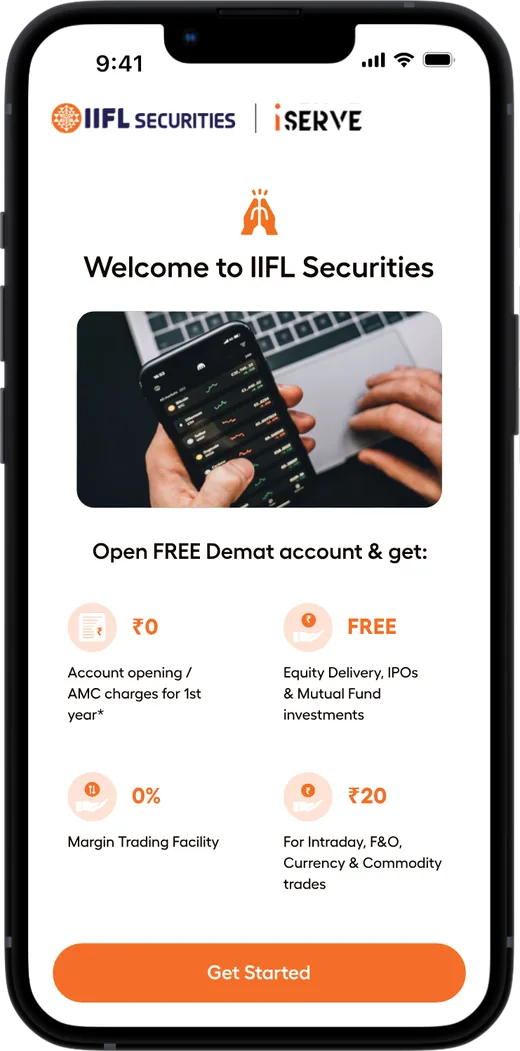 9:41
IIFL SECURITIES | iSERVE
Welcome to IIFL Securities
Open FREE Demat account & get:
₹0
Account opening /
AMC charges for 1st
year*
FREE
Equity Delivery, IPOs
& Mutual Fund
investments
0%
Margin Trading Facility
₹20
For Intraday, F&O,
Currency & Commodity
trades
Get Started